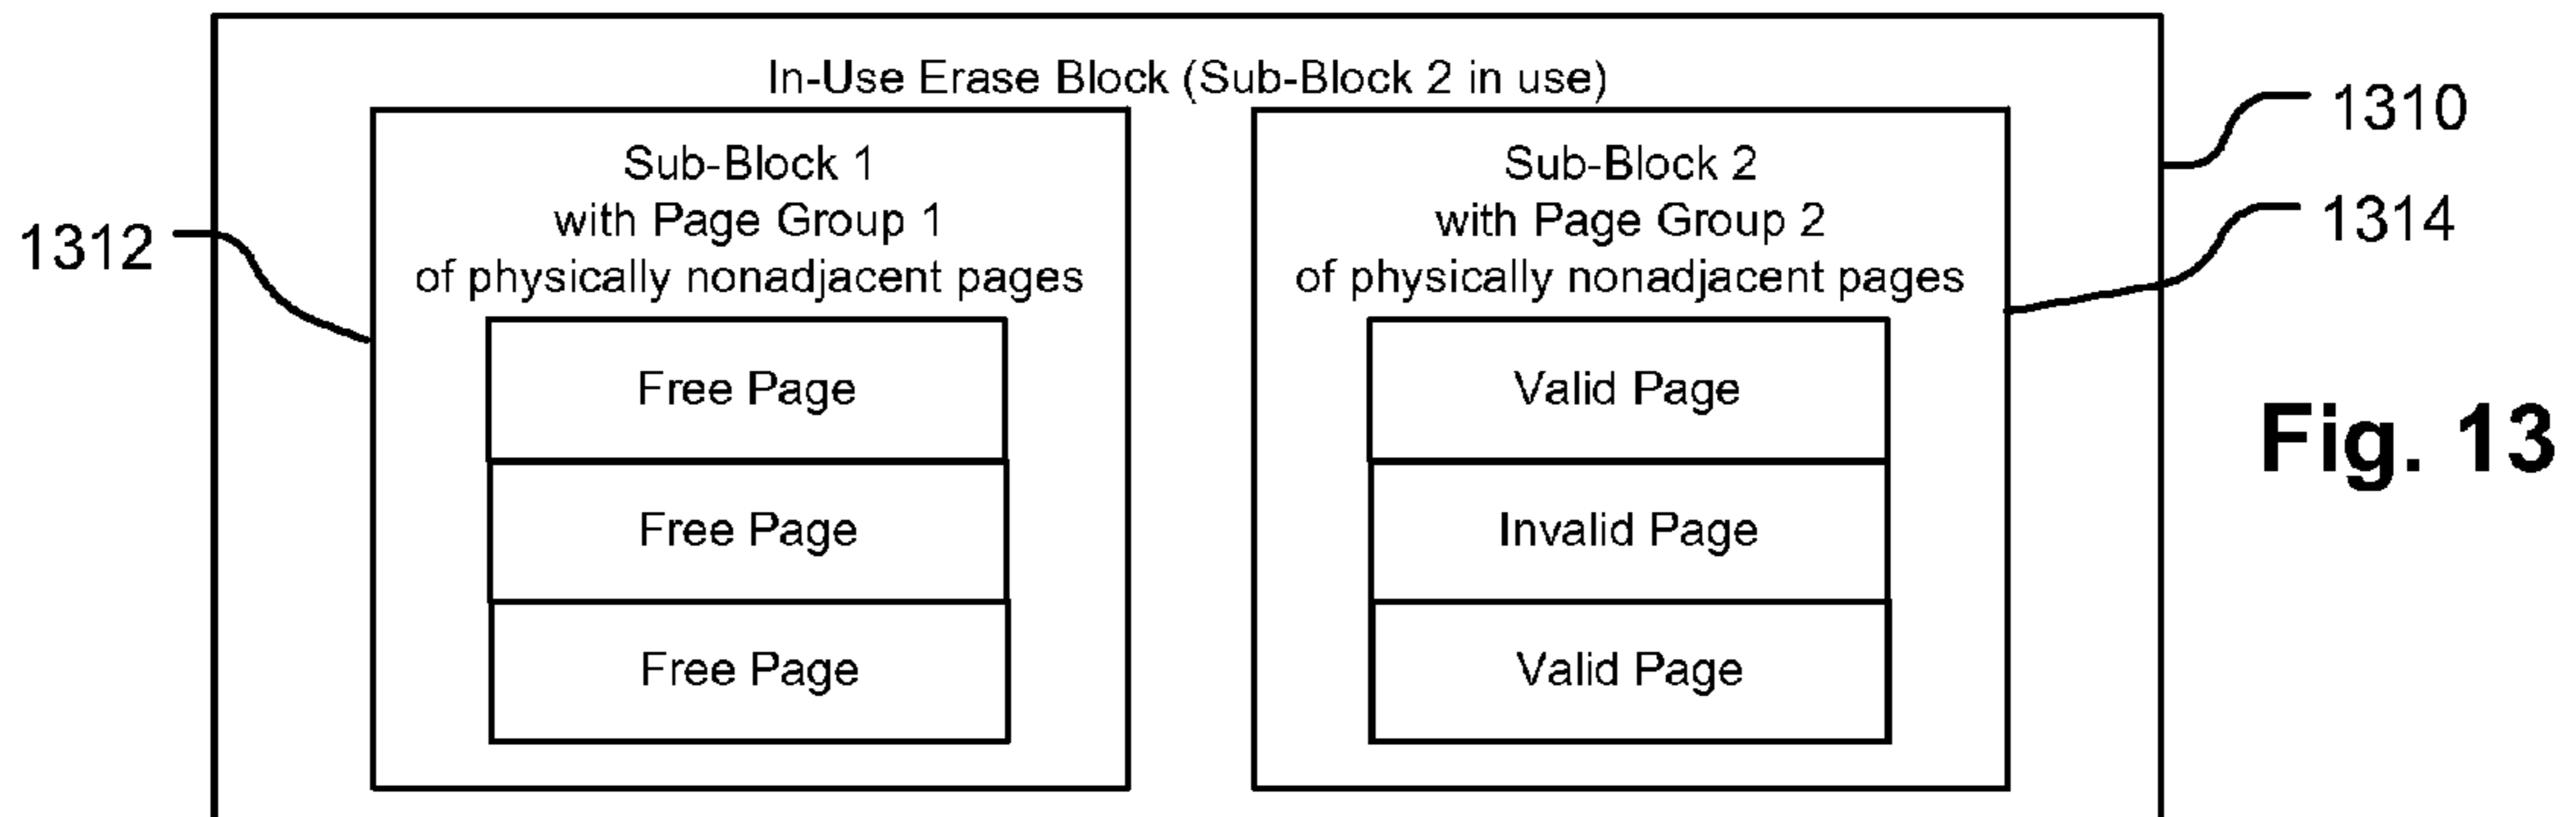 In-Use Erase Block (Sub-Block 2 in use)
1310
1312
Sub-Block 1
with Page Group 1
of physically nonadjacent pages
Free Page
Free Page
Free Page
Sub-Block 2
with Page Group 2
of physically nonadjacent pages
Valid Page
Invalid Page
Valid Page
1314
Fig. 13